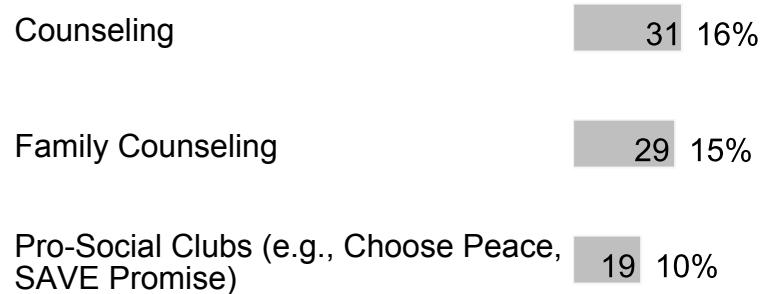 Counseling 31 16%
Family Counseling 29 15%
Pro-Social Clubs (e.g., Choose Peace,
SAVE Promise) 19 10%